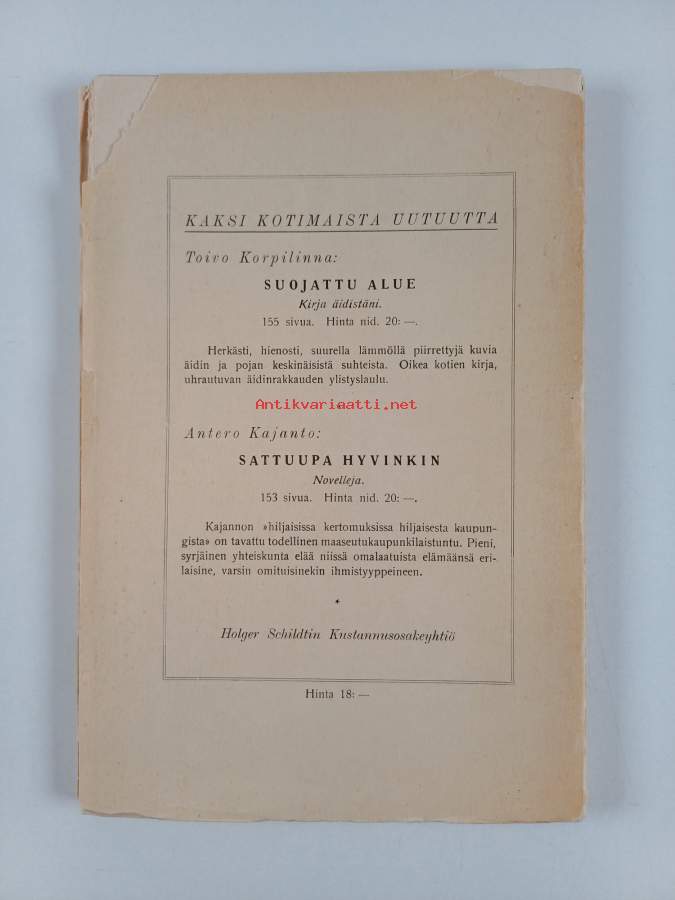 KAKSI KOTIMAISTA UUTUUTTA
Toivo Korpilinna:
SUOJATTU ALUE
Kirja äidistäni.
155 sivua. Hinta nid. 20: —.
Herkästi, hienosti, suurella lämmöllä piirrettyjä kuvia
äidin ja pojan keskinäisistä suhteista. Oikea kotien kirja,
uhrautuvan äidinrakkauden ylistyslaulu.
Antikvariaatti.net
Antero Kajanto:
SATTUUPA HYVINKIN
Novelleja.
153 sivua. Hinta nid. 20: —.
Kajannon »hiljaisissa kertomuksissa hiljaisesta kaupun-
gista» on tavattu todellinen maaseutukaupunkilaistuntu. Pieni,
syrjäinen yhteiskunta elää niissä omalaatuista elämäänsä eri-
laisine, varsin omituisinekin ihmistyyppeineen.
*
Holger Schildtin Kustannusosakeyhtiö
Hinta 18: —